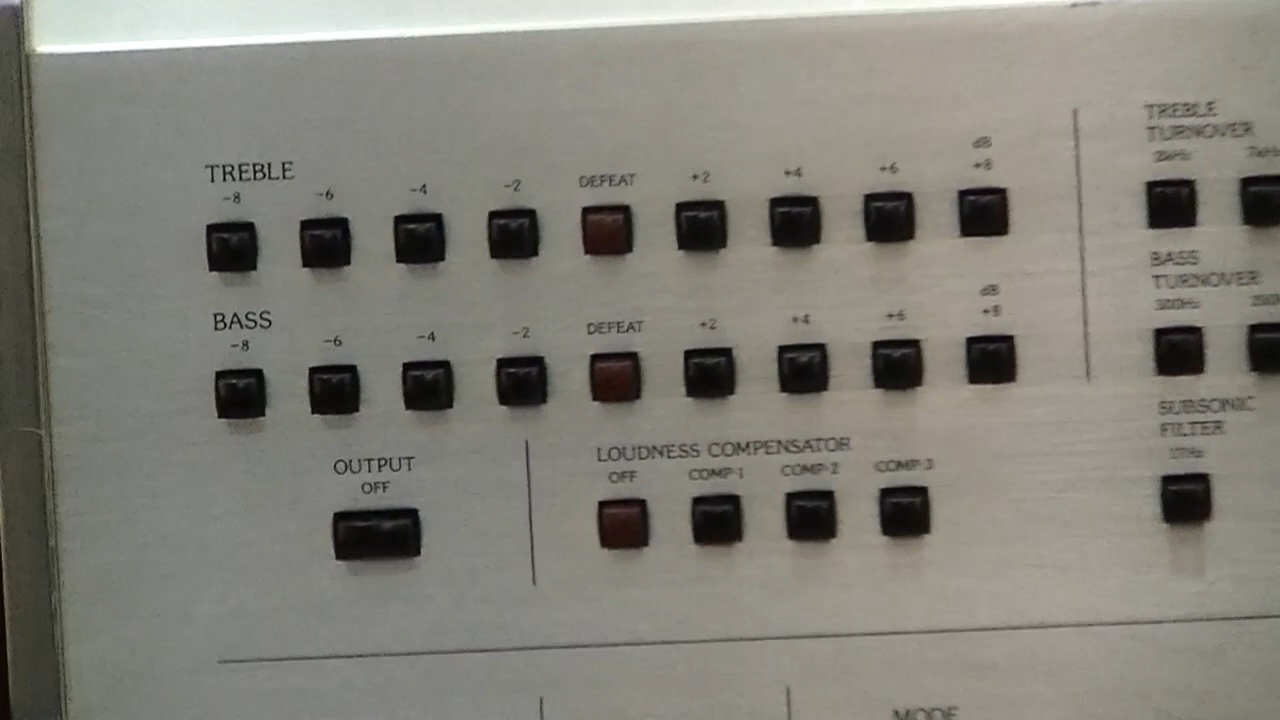 TREBLE
-8 -6 -4 -2 DEFEAT +2 +4 +6 dB +8
BASS
-8 -6 -4 -2 DEFEAT +2 +4 +6 dB +8
OUTPUT
OFF
LOUDNESS COMPENSATOR
OFF COMP·1 COMP·2 COMP·3
TREBLE
TURNOVER
BASS
TURNOVER
300Hz
SUBSONIC
FILTER
MODE